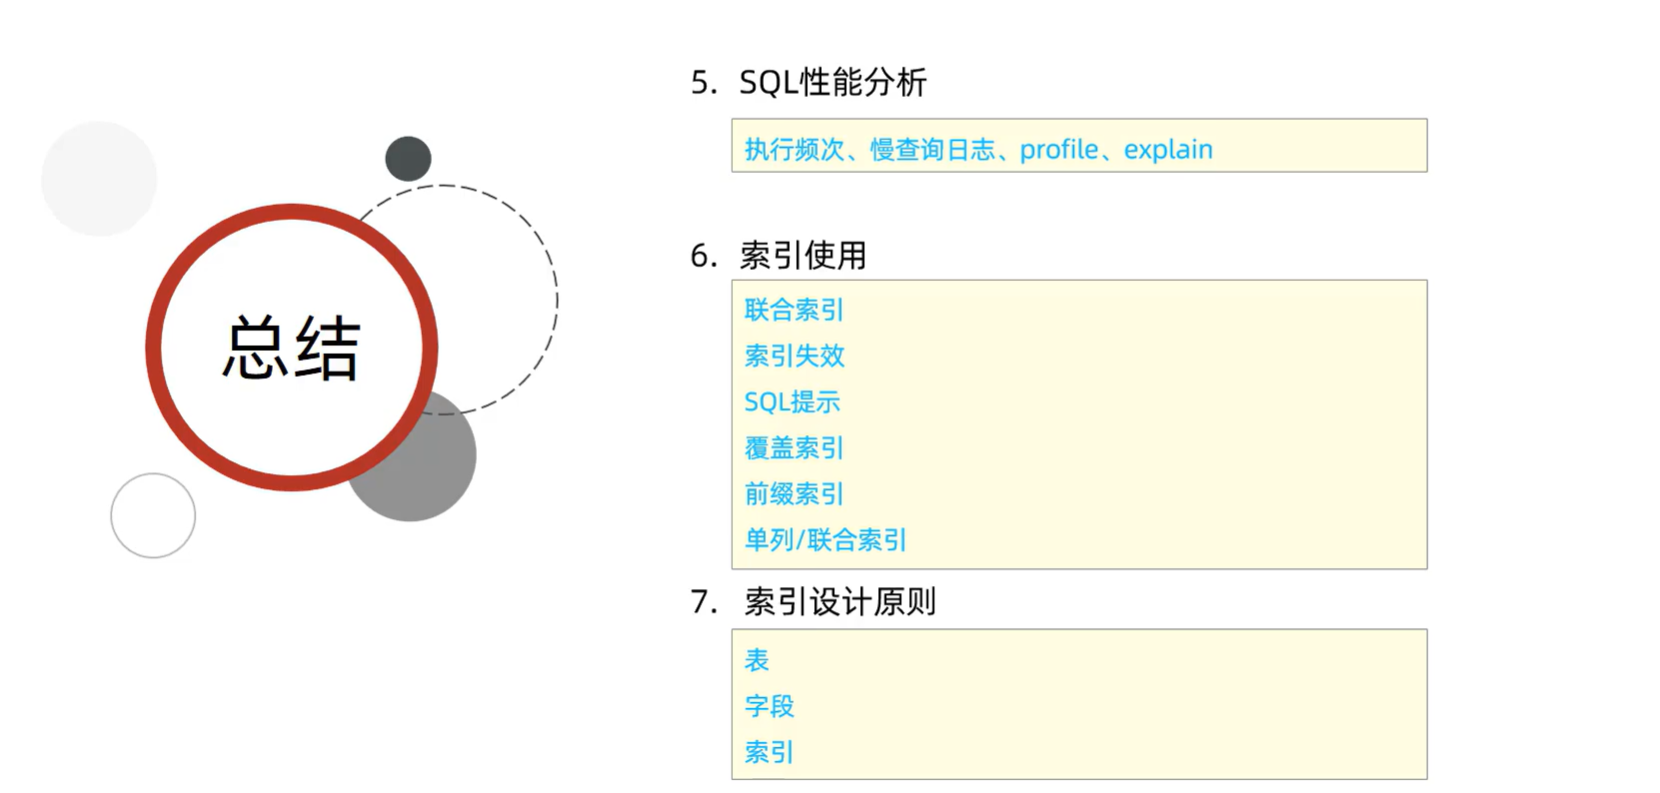 总结
5. SQL性能分析
执行频次、慢查询日志、profile、explain
6. 索引使用
联合索引
索引失效
SQL提示
覆盖索引
前缀索引
单列/联合索引
7. 索引设计原则
表
字段
索引